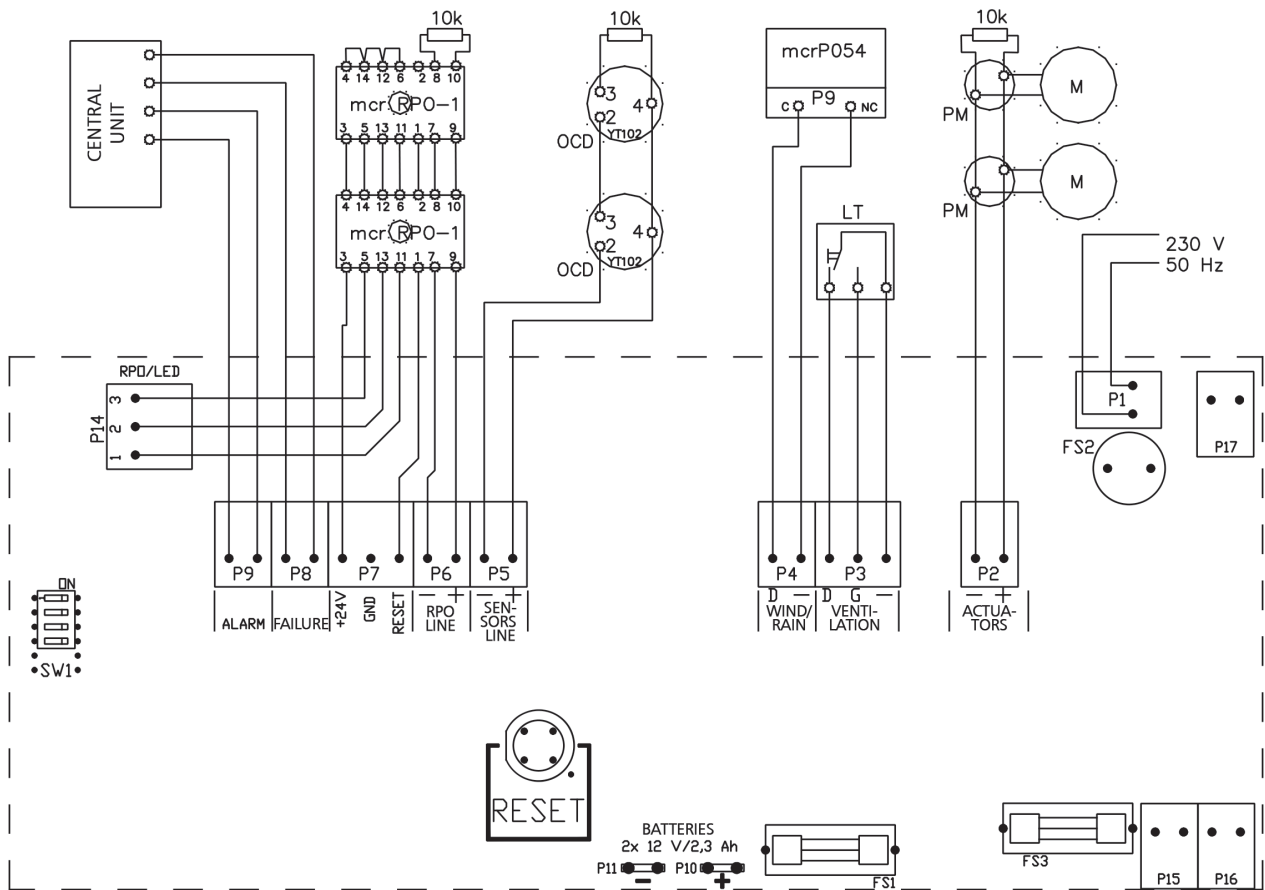 10k
10k
10k
CENTRAL
UNIT
4 14 12 6 2 8 10
mcr RPO-1
3 5 13 11 1 7 9
4 14 12 6 2 8 10
mcr RPO-1
3 5 13 11 1 7 9
3
4
2
OCD
YT102
3
4
2
OCD
YT102
mcrP054
P9
C
NC
LT
M
PM
M
PM
230 V
50 Hz
RPO/LED
P14
3
2
1
P1
FS2
P17
P9
P8
P7
P6
P5
P4
P3
P2
ALARM
FAILURE
+24V
GND
RESET
- +
RPO
LINE
- +
SEN-
SORS
LINE
D -
WIND/
RAIN
D G -
VENTI-
LATION
- +
ACTUA-
TORS
ON
1
SW1
RESET
BATTERIES
2x 12 V/2,3 Ah
P11
-
P10
+
FS1
FS3
P15
P16